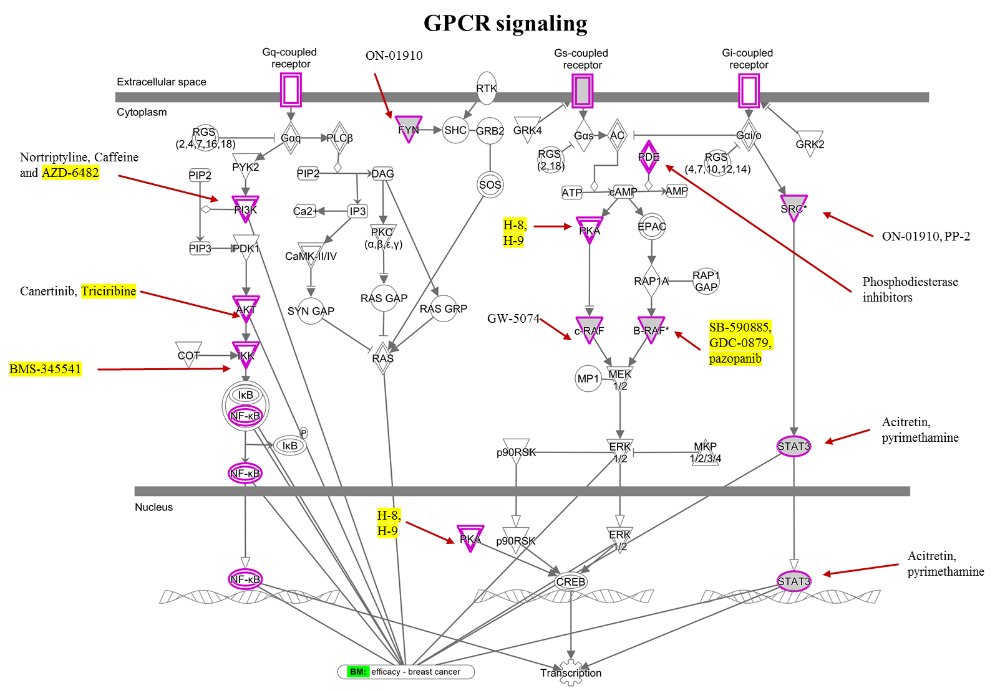 GPCR signaling
Gq-coupled
receptor
ON-01910
Gs-coupled
receptor
Gi-coupled
receptor
Extracellular space
RTK
Cytoplasm
RGS
(2,4,7,16,18)
Gαq
PLCβ
FYN
SHC
GRB2
GRK4
Gαs
AC
Gαi/o
GRK2
Nortriptyline, Caffeine
and AZD-6482
PYK2
RGS
(2,18)
PDE
RGS
(4,7,10,12,14)
PIP2
PIP2
DAG
SOS
ATP
cAMP
AMP
PI3K
Ca2+
IP3
SRC*
H-8,
H-9
PKA
EPAC
ON-01910, PP-2
PKC
(α,β,ε,γ)
PIP3
PDK1
CaMK-II/IV
RAP1A
RAP1
GAP
Phosphodiesterase
inhibitors
Canertinib, Triciribine
AKT
SYN GAP
RAS GAP
RAS GRP
GW-5074
c-RAF
B-RAF*
SB-590885,
GDC-0879,
pazopanib
COT
IKK
RAS
BMS-345541
MP1
MEK
1/2
IκB
NF-κB
P
IκB
Acitretin,
pyrimethamine
p90RSK
ERK
1/2
MKP
1/2/3/4
STAT3
NF-κB
Nucleus
H-8,
H-9
PKA
p90RSK
ERK
1/2
Acitretin,
pyrimethamine
NF-κB
CREB
STAT3
BM: efficacy - breast cancer
Transcription